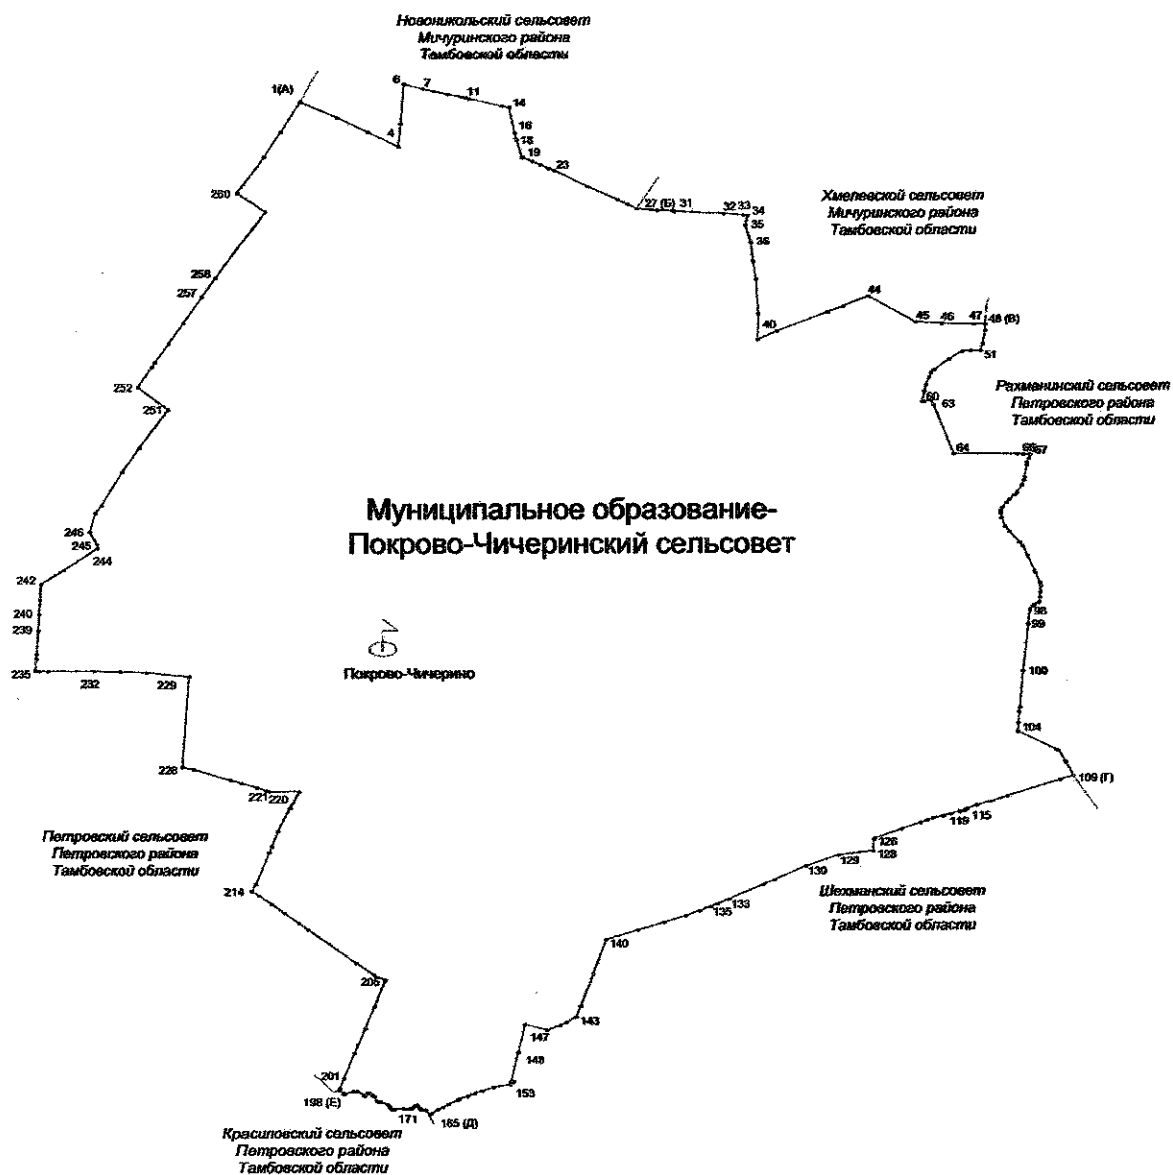 Новоникольский сельсовет
Мичуринского района
Тамбовской области
1(А)
6
7
11
14
4
16
18
19
23
27 (Б)
31
32
33
34
35
36
Хмелевской сельсовет
Мичуринского района
Тамбовской области
260
258
257
44
40
45
46
47
48 (В)
51
252
251
60
63
Рахманинский сельсовет
Петровского района
Тамбовской области
64
66
67
Муниципальное образование-
Покрово-Чичеринский сельсовет
246
245
244
242
240
239
235
232
229
Покрово-Чичерино
98
99
100
104
109 (Г)
228
221
220
115
119
126
128
129
130
Петровский сельсовет
Петровского района
Тамбовской области
214
Шехманский сельсовет
Петровского района
Тамбовской области
133
135
140
205
143
147
148
153
201
198 (Е)
171
165 (Д)
Красиловский сельсовет
Петровского района
Тамбовской области